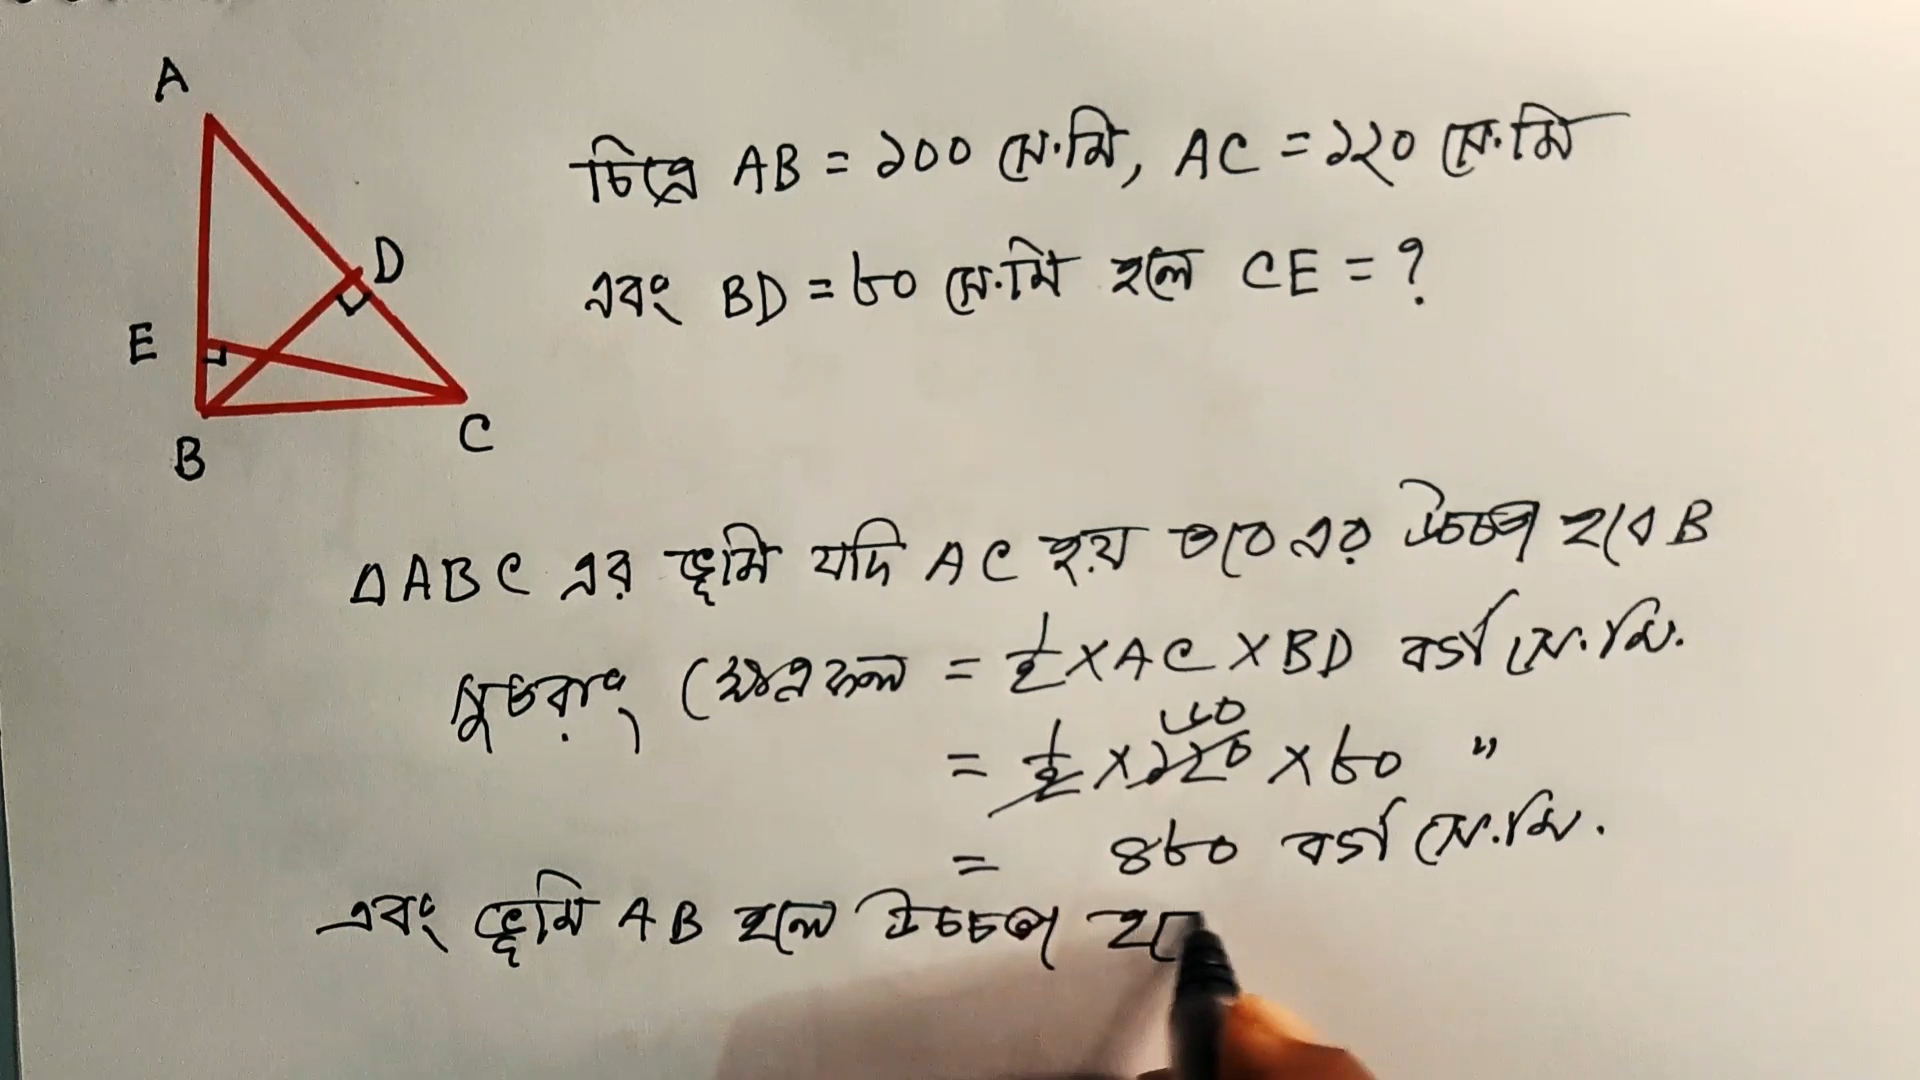 A
D
E
B
C
চিত্রে AB = ১০০ সে.মি, AC = ১২০ সে.মি
এবং BD = ৮০ সে.মি হলে CE = ?
△ABC এর ভূমি যদি AC হয় তবে এর উচ্চতা হবে B
সুতরাং ক্ষেত্রফল = ½ × AC × BD বর্গ সে.মি.
৬০
= ½ × ১২০ × ৮০ "
= ৪৮০ বর্গ সে.মি.
এবং ভূমি AB হলে উচ্চতা